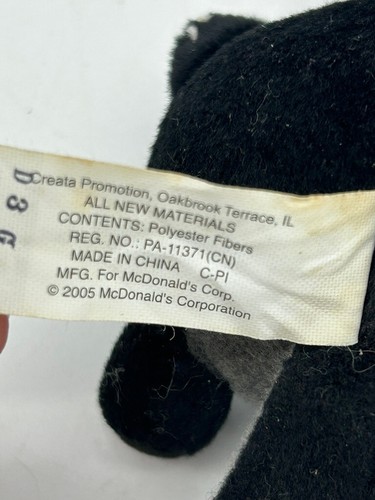 Creata Promotion, Oakbrook Terrace, IL
ALL NEW MATERIALS
CONTENTS: Polyester Fibers
REG. NO.: PA-11371(CN)
MADE IN CHINA C-PI
MFG. For McDonald's Corp.
© 2005 McDonald's Corporation
D3G